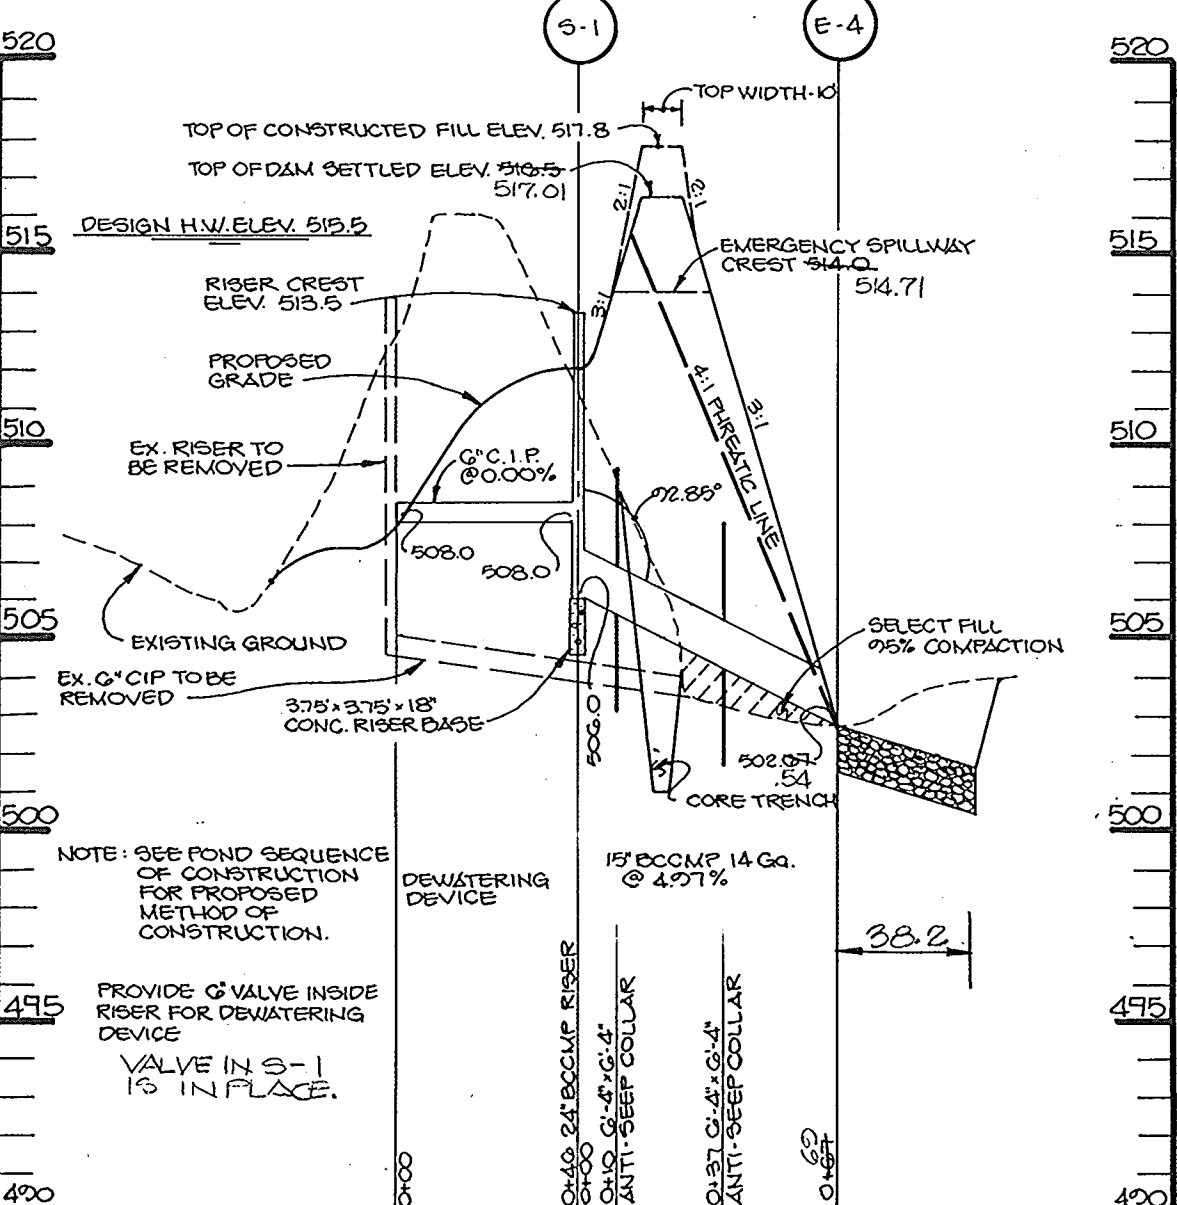 S-1
E-4
520
520
TOP WIDTH-10'
TOP OF CONSTRUCTED FILL ELEV. 517.8
TOP OF DAM SETTLED ELEV. 516.5
517.01
2:1
2:1
DESIGN H.W. ELEV. 515.5
515
515
EMERGENCY SPILLWAY
CREST 514.0
514.71
RISER CREST
ELEV. 513.5
3:1
PROPOSED
GRADE
4:1 PHREATIC LINE
3:1
510
510
EX. RISER TO
BE REMOVED
6" C.I.P.
@ 0.00%
92.85°
508.0
508.0
505
505
EXISTING GROUND
SELECT FILL
95% COMPACTION
EX. 6" CIP TO BE
REMOVED
3.75' x 3.75' x 18"
CONC. RISER BASE
506.0
502.67
.54
CORE TRENCH
500
500
NOTE: SEE POND SEQUENCE
OF CONSTRUCTION
FOR PROPOSED
METHOD OF
CONSTRUCTION.
DEWATERING
DEVICE
15" BCCMP, 14 Ga.
@ 4.97%
38.2
PROVIDE 6" VALVE INSIDE
RISER FOR DEWATERING
DEVICE
495
495
VALVE IN S-1
IS IN PLACE.
0+00
0+40 24" BCCMP RISER
0+00
0+10 6'-4" x 6'-4"
ANTI-SEEP COLLAR
0+37 6'-4" x 6'-4"
ANTI-SEEP COLLAR
69
0+67
490
490